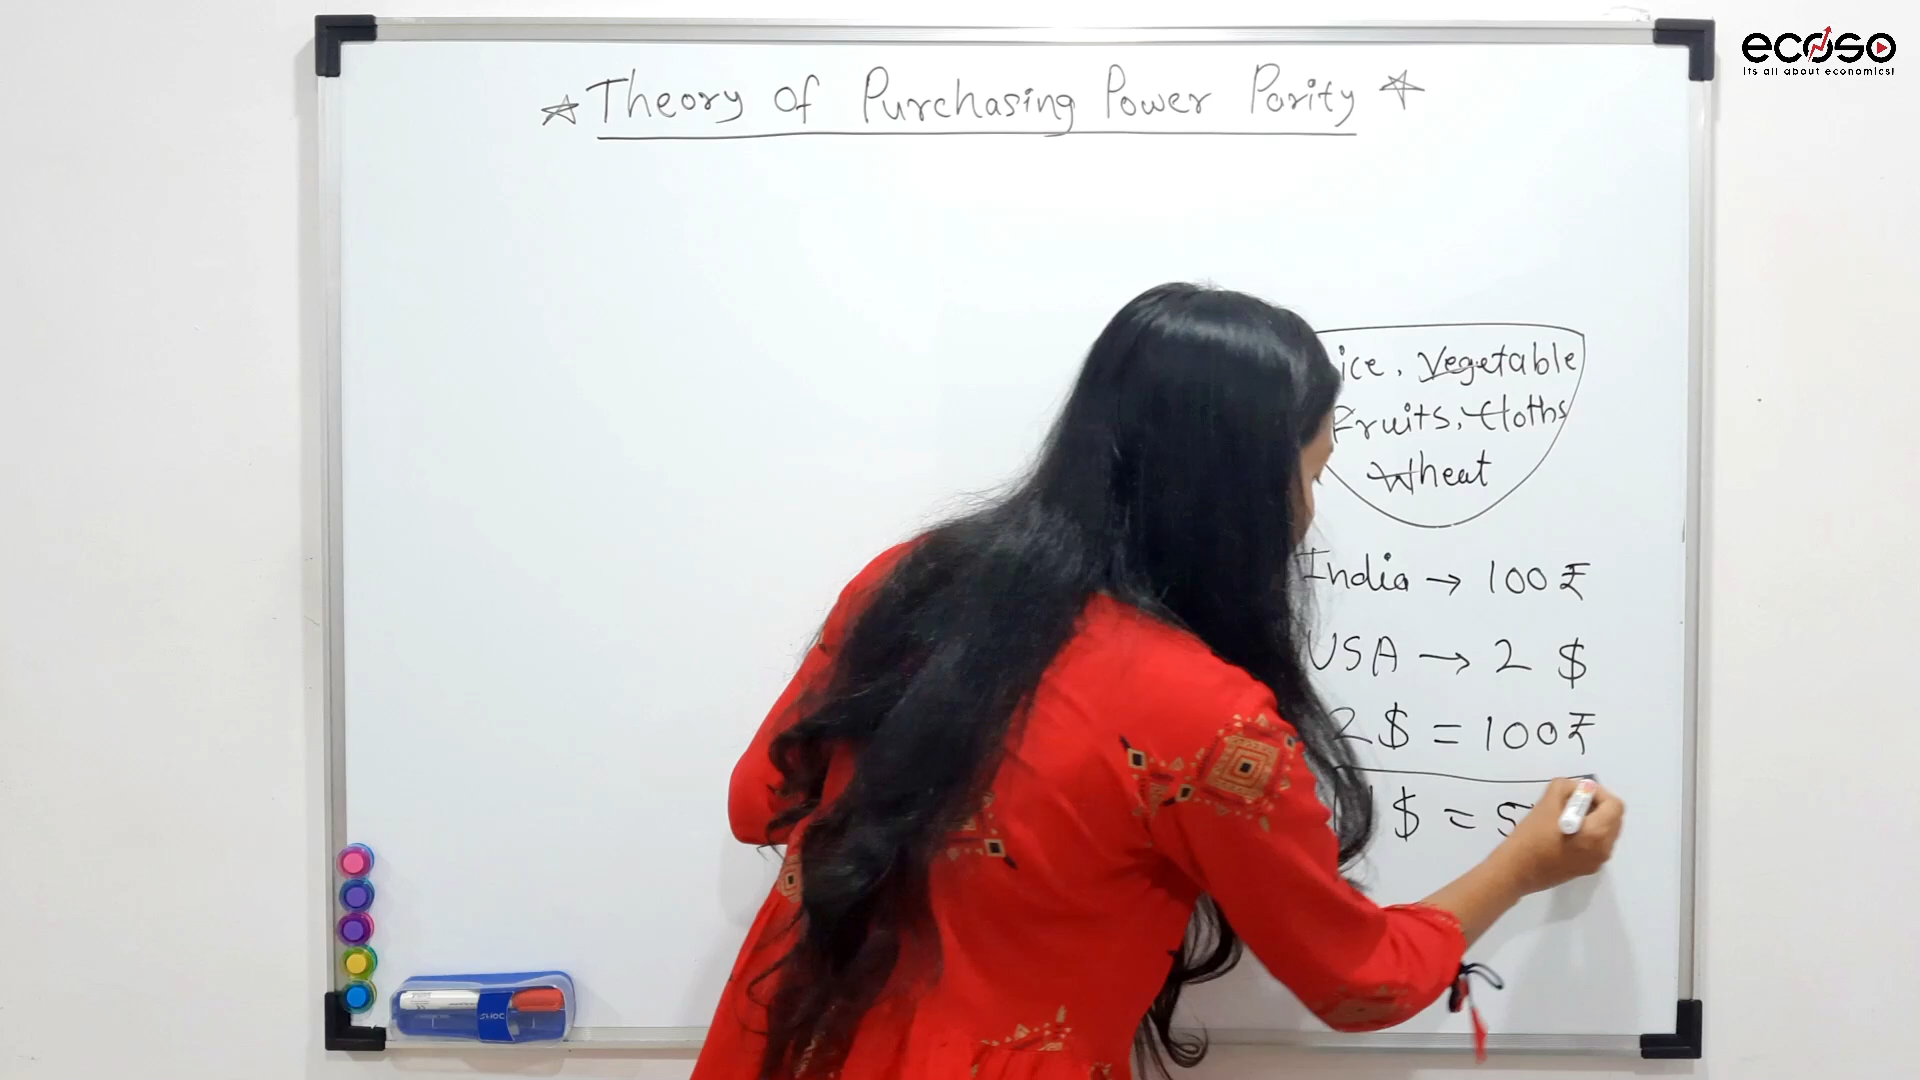 ☆ Theory Of Purchasing Power Parity ☆
ecoso
its all about economics!
ice, Vegetable
Fruits, Cloths
Wheat
India → 100 ₹
USA → 2 $
2 $ = 100 ₹
$ = 5